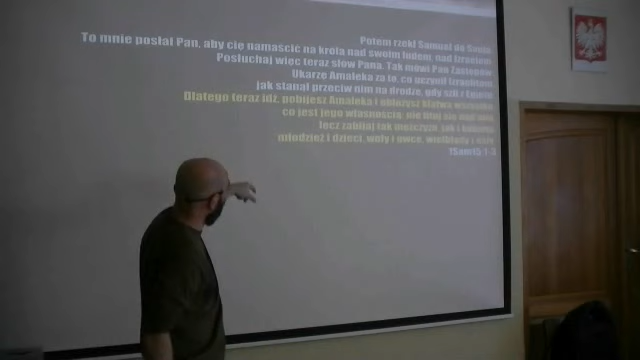 Potem rzekł Samuel do Saula
To mnie posłał Pan, aby cię namaścić na króla nad swoim ludem, nad Izraelem
Posłuchaj więc teraz słów Pana. Tak mówi Pan Zastępów
Ukarzę Amaleka za to, co uczynił Izraelowi
jak stanął przeciw nim na drodze, gdy szli z Egiptu
Dlatego teraz idź, pobijesz Amaleka i obłożysz klątwą wszystko
co jest jego własnością; nie lituj się nad nim
lecz zabijaj tak mężczyzn, jak i kobiety
młodzież i dzieci, woły i owce, wielbłądy i osły
1Sam15 1-3